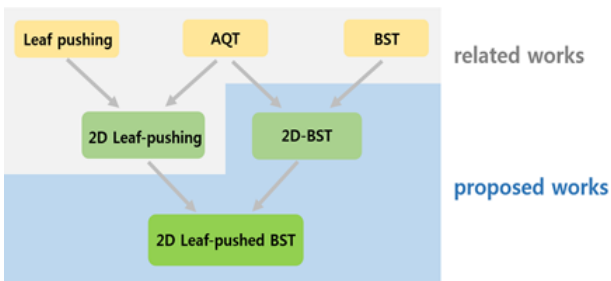 Leaf pushing
AQT
BST
related works
2D Leaf-pushing
2D-BST
proposed works
2D Leaf-pushed BST